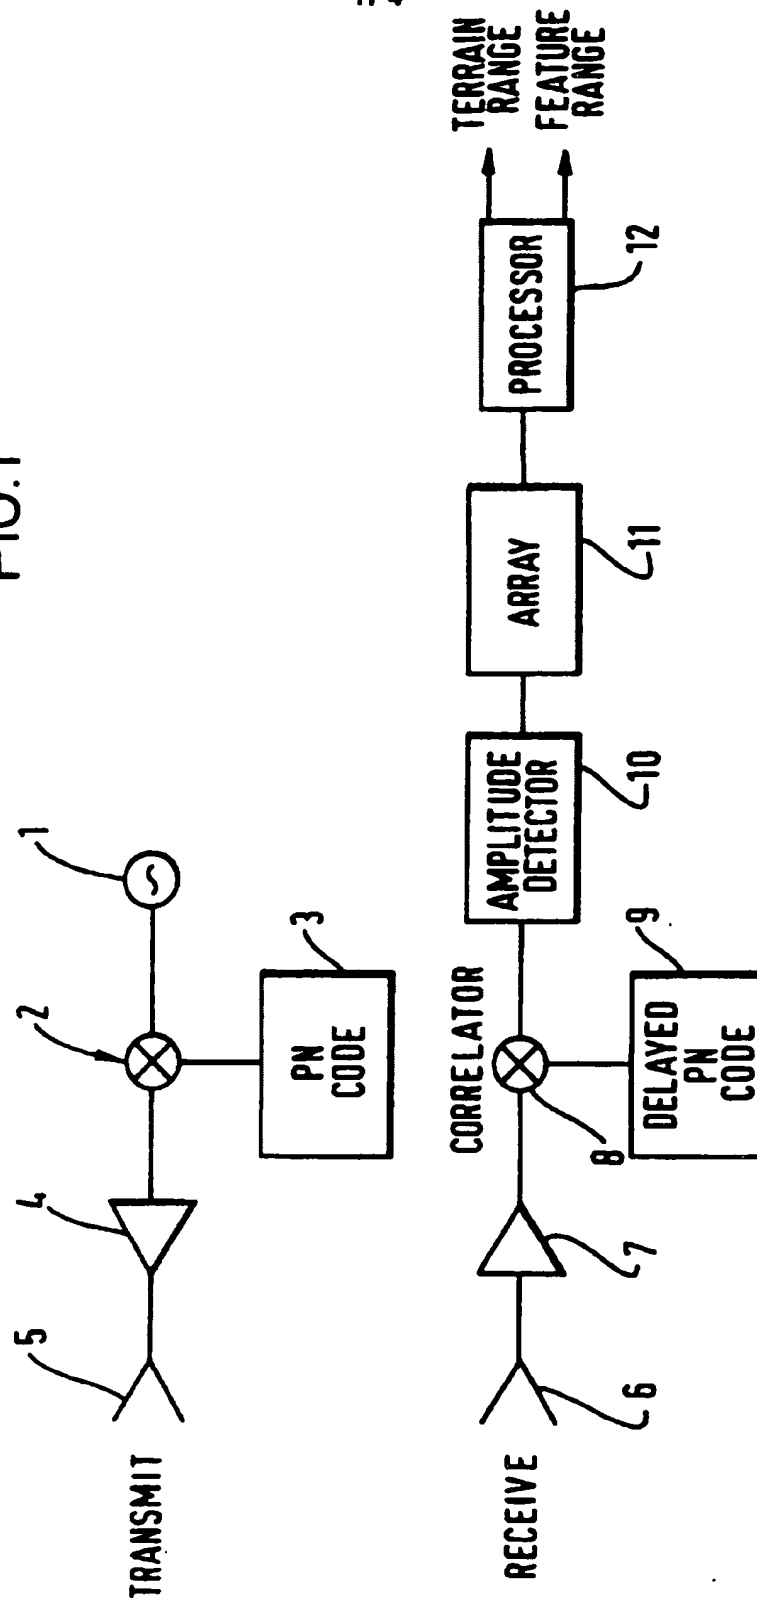 FIG.1
TRANSMIT
5
4
2
1
3
PN
CODE
RECEIVE
6
7
CORRELATOR
8
9
DELAYED
PN
CODE
AMPLITUDE
DETECTOR
10
ARRAY
11
PROCESSOR
12
TERRAIN
RANGE
FEATURE
RANGE